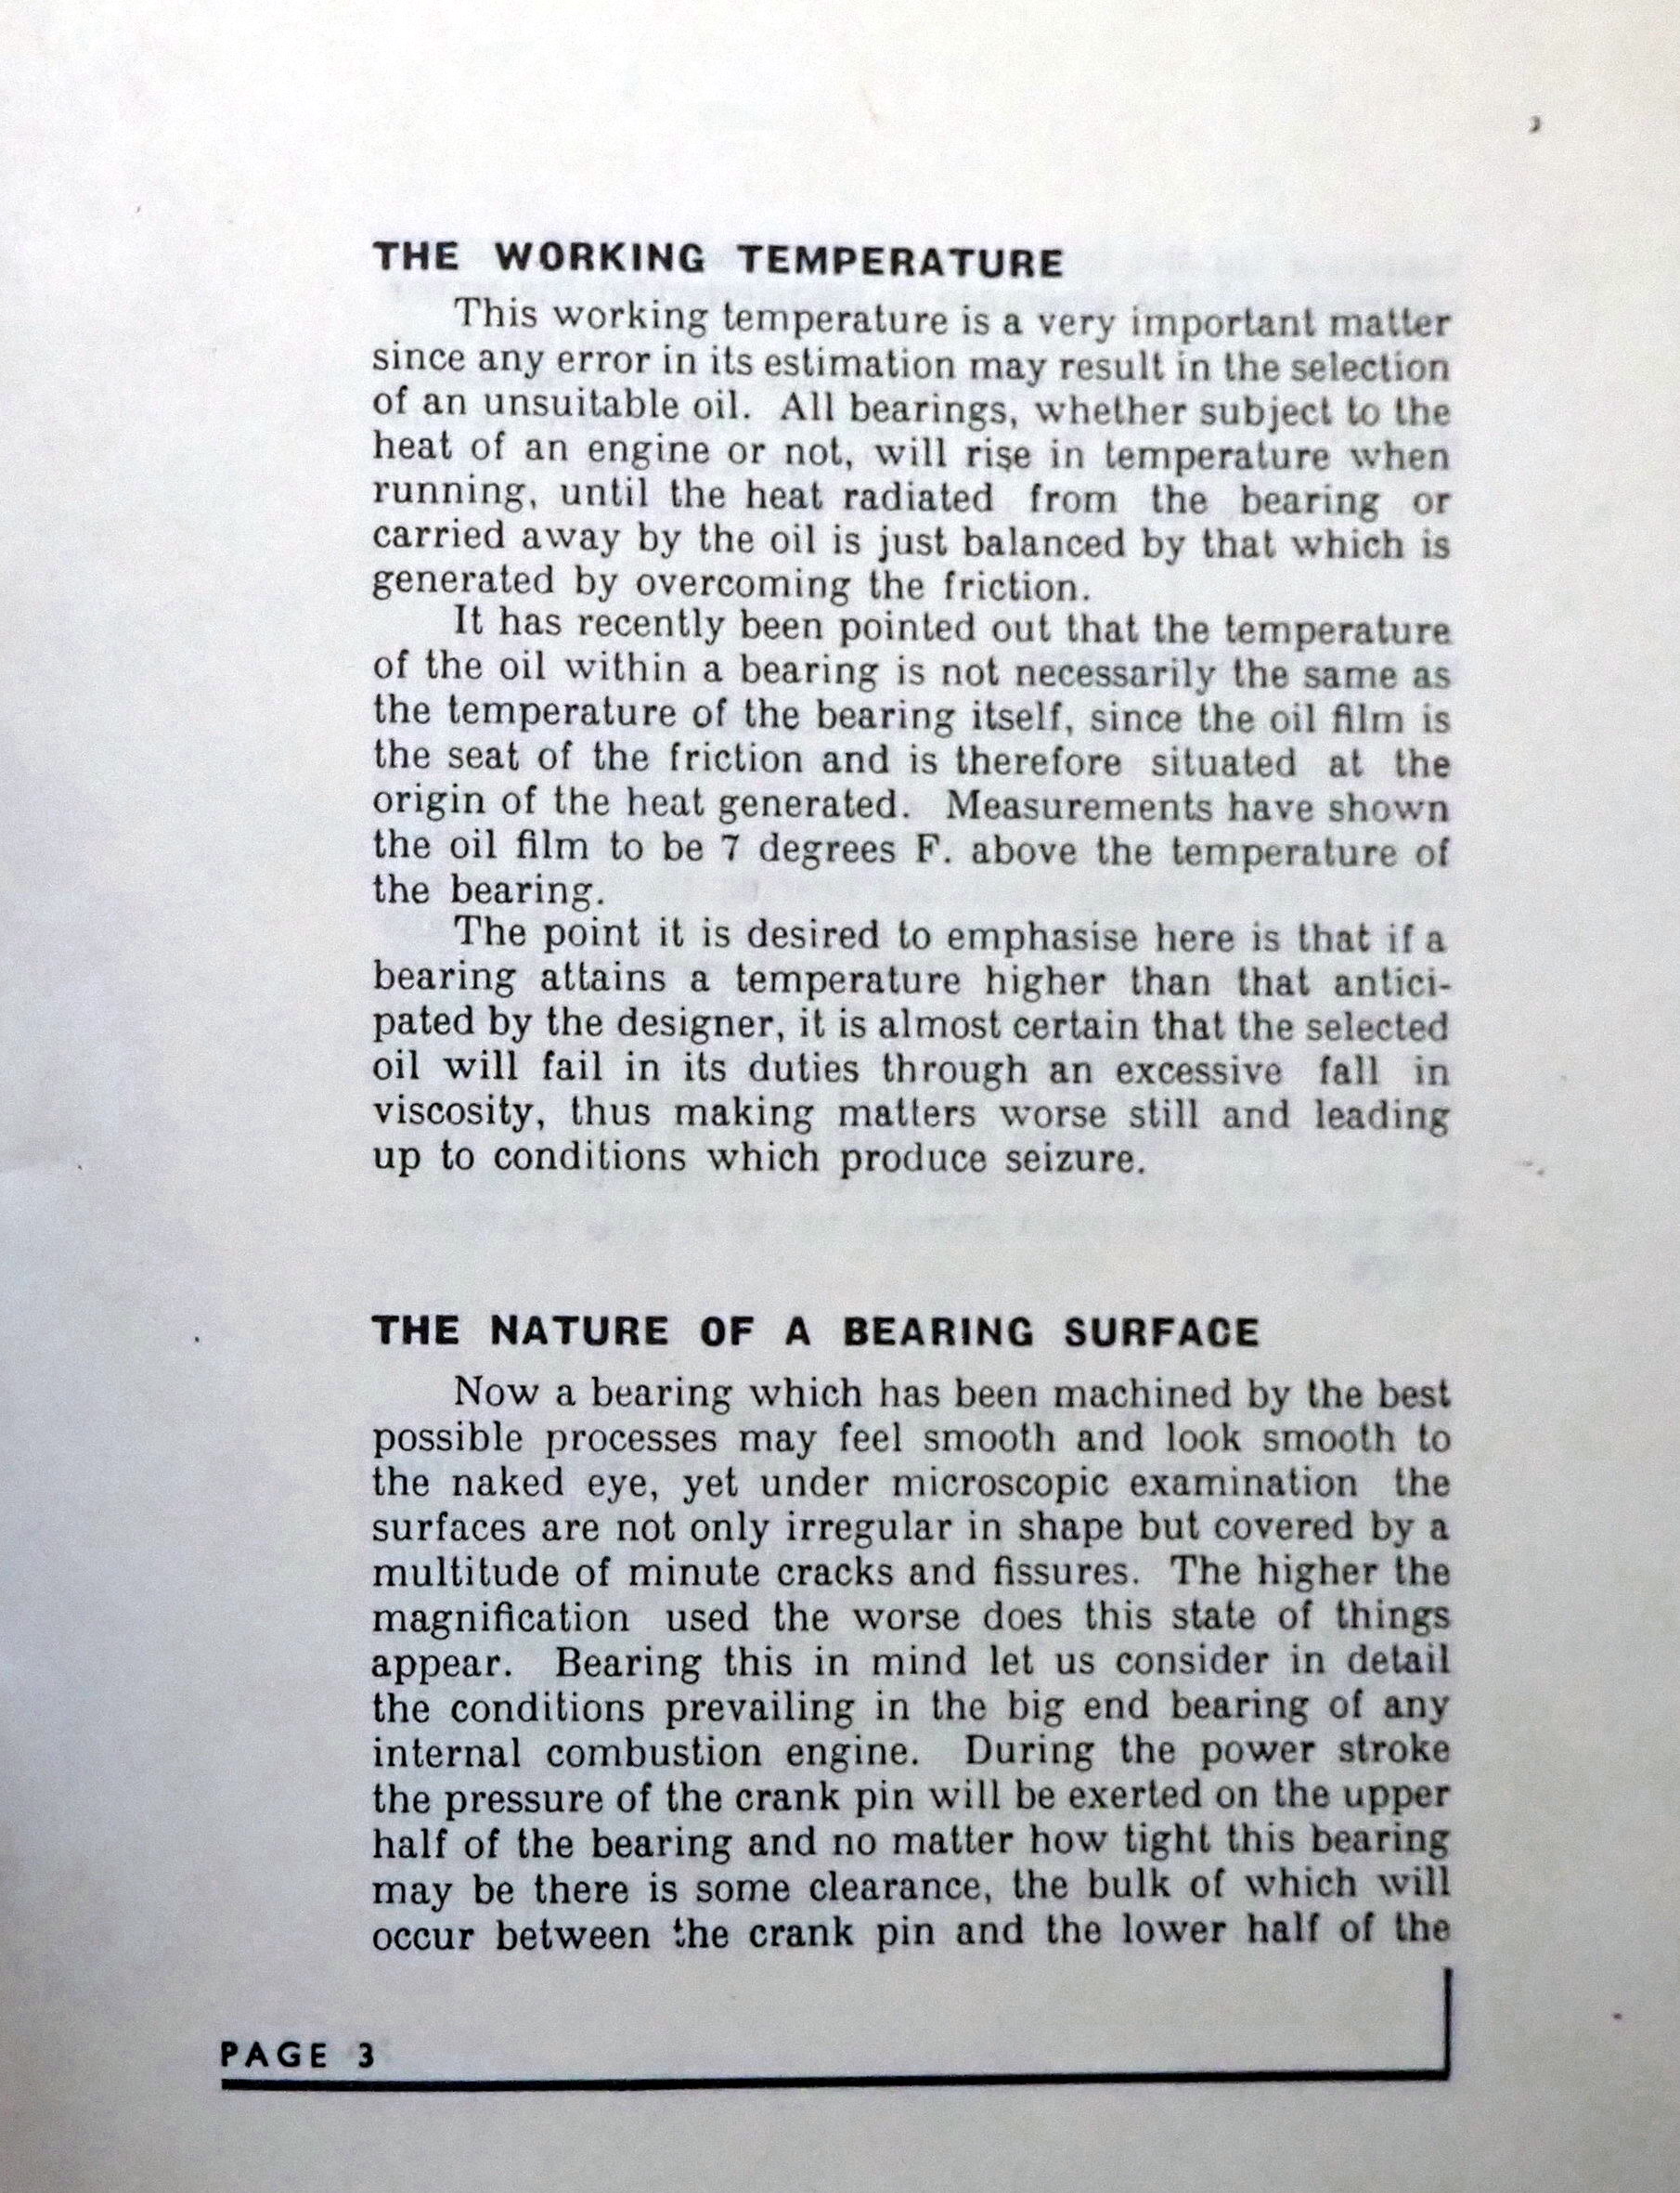 THE WORKING TEMPERATURE
This working temperature is a very important matter
since any error in its estimation may result in the selection
of an unsuitable oil. All bearings, whether subject to the
heat of an engine or not, will rise in temperature when
running, until the heat radiated from the bearing or
carried away by the oil is just balanced by that which is
generated by overcoming the friction.
It has recently been pointed out that the temperature
of the oil within a bearing is not necessarily the same as
the temperature of the bearing itself, since the oil film is
the seat of the friction and is therefore situated at the
origin of the heat generated. Measurements have shown
the oil film to be 7 degrees F. above the temperature of
the bearing.
The point it is desired to emphasise here is that if a
bearing attains a temperature higher than that antici-
pated by the designer, it is almost certain that the selected
oil will fail in its duties through an excessive fall in
viscosity, thus making matters worse still and leading
up to conditions which produce seizure.
THE NATURE OF A BEARING SURFACE
Now a bearing which has been machined by the best
possible processes may feel smooth and look smooth to
the naked eye, yet under microscopic examination the
surfaces are not only irregular in shape but covered by a
multitude of minute cracks and fissures. The higher the
magnification used the worse does this state of things
appear. Bearing this in mind let us consider in detail
the conditions prevailing in the big end bearing of any
internal combustion engine. During the power stroke
the pressure of the crank pin will be exerted on the upper
half of the bearing and no matter how tight this bearing
may be there is some clearance, the bulk of which will
occur between the crank pin and the lower half of the
PAGE 3